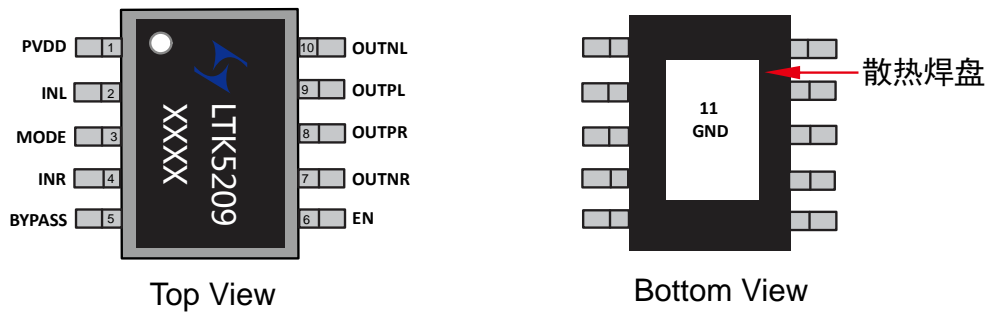 PVDD 1
INL 2
MODE 3
INR 4
BYPASS 5
LTK5209
XXXX
10 OUTNL
9 OUTPL
8 OUTPR
7 OUTNR
6 EN
Top View
11
GND
散热焊盘
Bottom View